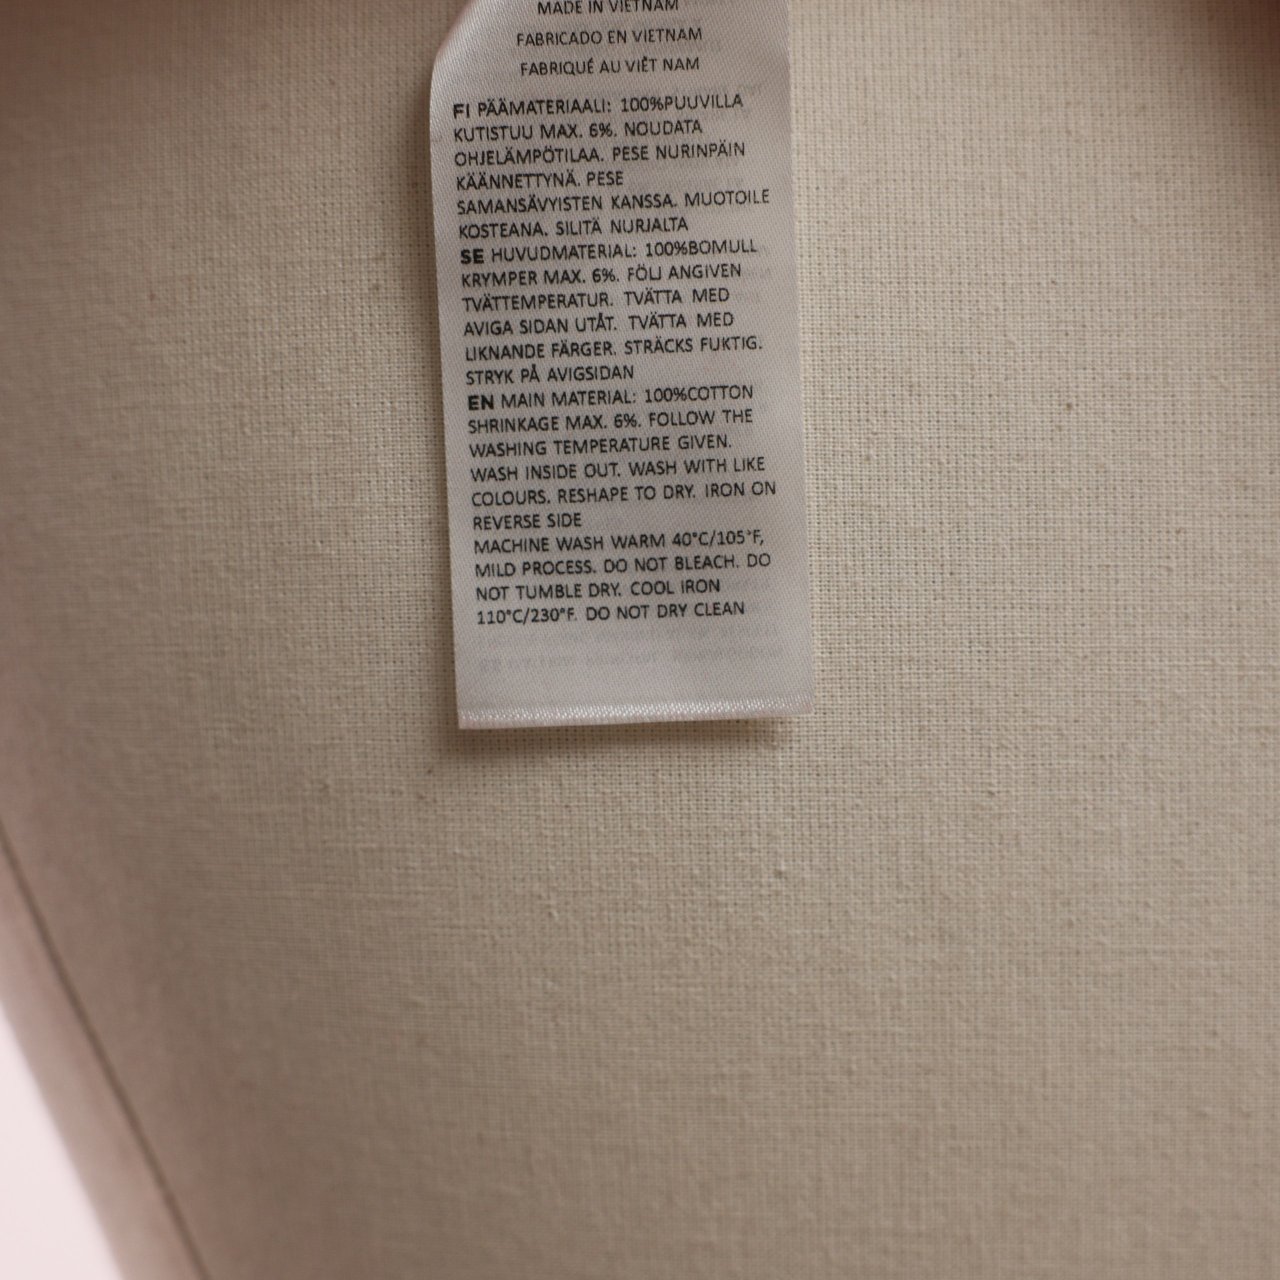 MADE IN VIETNAM
FABRICADO EN VIETNAM
FABRIQUÉ AU VIÊT NAM
FI PÄÄMATERIAALI: 100%PUUVILLA
KUTISTUU MAX. 6%. NOUDATA
OHJELÄMPÖTILAA. PESE NURINPÄIN
KÄÄNNETTYNÄ. PESE
SAMANSÄVYISTEN KANSSA. MUOTOILE
KOSTEANA. SILITÄ NURJALTA
SE HUVUDMATERIAL: 100%BOMULL
KRYMPER MAX. 6%. FÖLJ ANGIVEN
TVÄTTEMPERATUR. TVÄTTA MED
AVIGA SIDAN UTÅT. TVÄTTA MED
LIKNANDE FÄRGER. STRÄCKS FUKTIG.
STRYK PÅ AVIGSIDAN
EN MAIN MATERIAL: 100%COTTON
SHRINKAGE MAX. 6%. FOLLOW THE
WASHING TEMPERATURE GIVEN.
WASH INSIDE OUT. WASH WITH LIKE
COLOURS. RESHAPE TO DRY. IRON ON
REVERSE SIDE
MACHINE WASH WARM 40°C/105°F,
MILD PROCESS. DO NOT BLEACH. DO
NOT TUMBLE DRY. COOL IRON
110°C/230°F. DO NOT DRY CLEAN